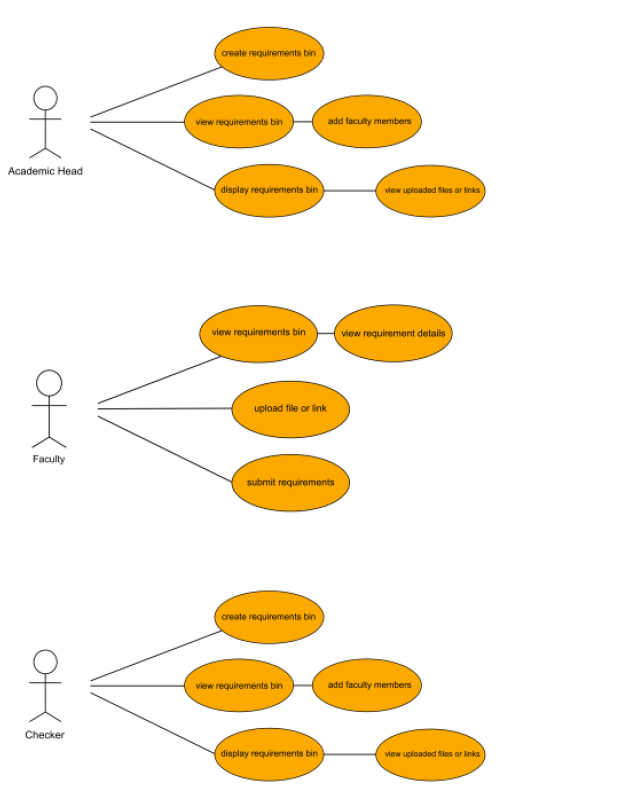 create requirements bin
view requirements bin
add faculty members
Academic Head
display requirements bin
view uploaded files or links
view requirements bin
view requirement details
upload file or link
Faculty
submit requirements
create requirements bin
view requirements bin
add faculty members
Checker
display requirements bin
view uploaded files or links